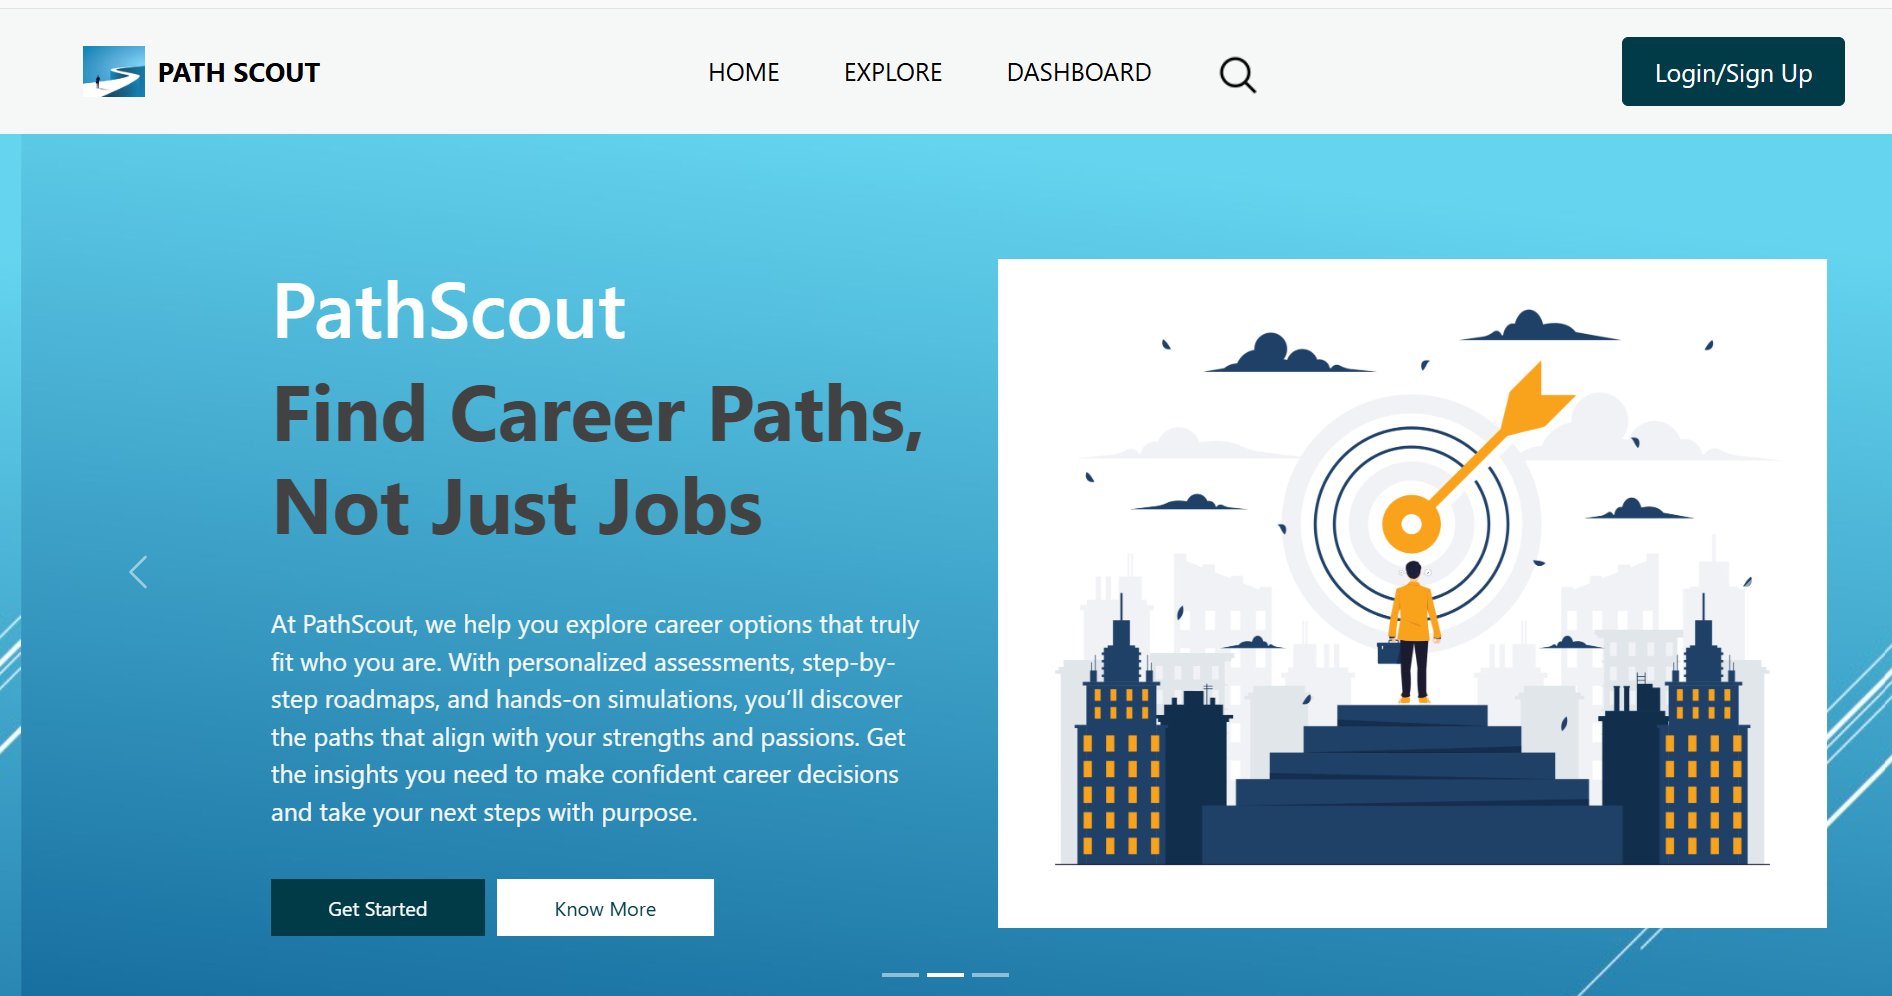 PATH SCOUT
HOME
EXPLORE
DASHBOARD
Login/Sign Up
PathScout
Find Career Paths,
Not Just Jobs
At PathScout, we help you explore career options that truly
fit who you are. With personalized assessments, step-by-
step roadmaps, and hands-on simulations, you’ll discover
the paths that align with your strengths and passions. Get
the insights you need to make confident career decisions
and take your next steps with purpose.
Get Started
Know More